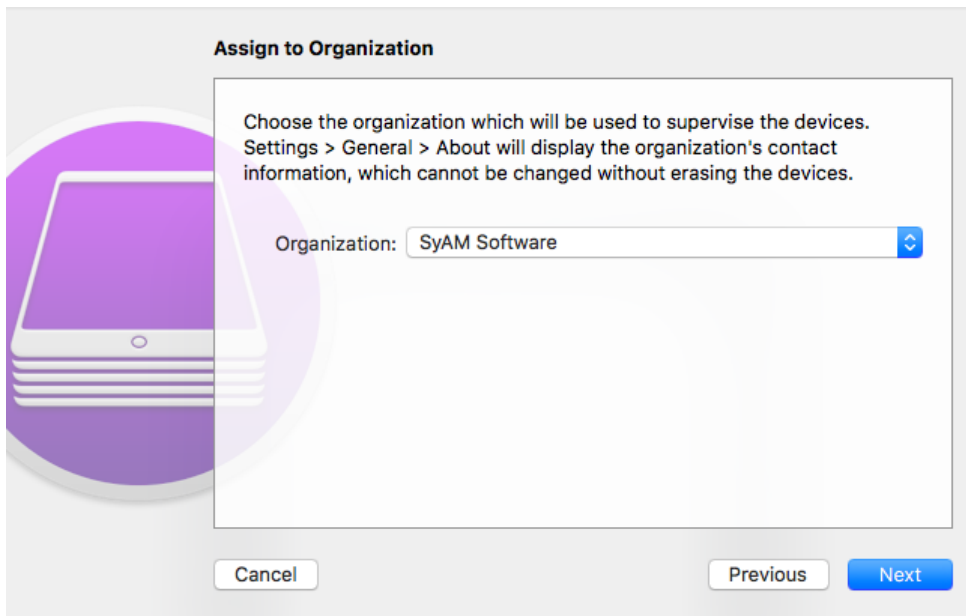 Assign to Organization
Choose the organization which will be used to supervise the devices.
Settings > General > About will display the organization's contact
information, which cannot be changed without erasing the devices.
Organization: SyAM Software
Cancel Previous Next